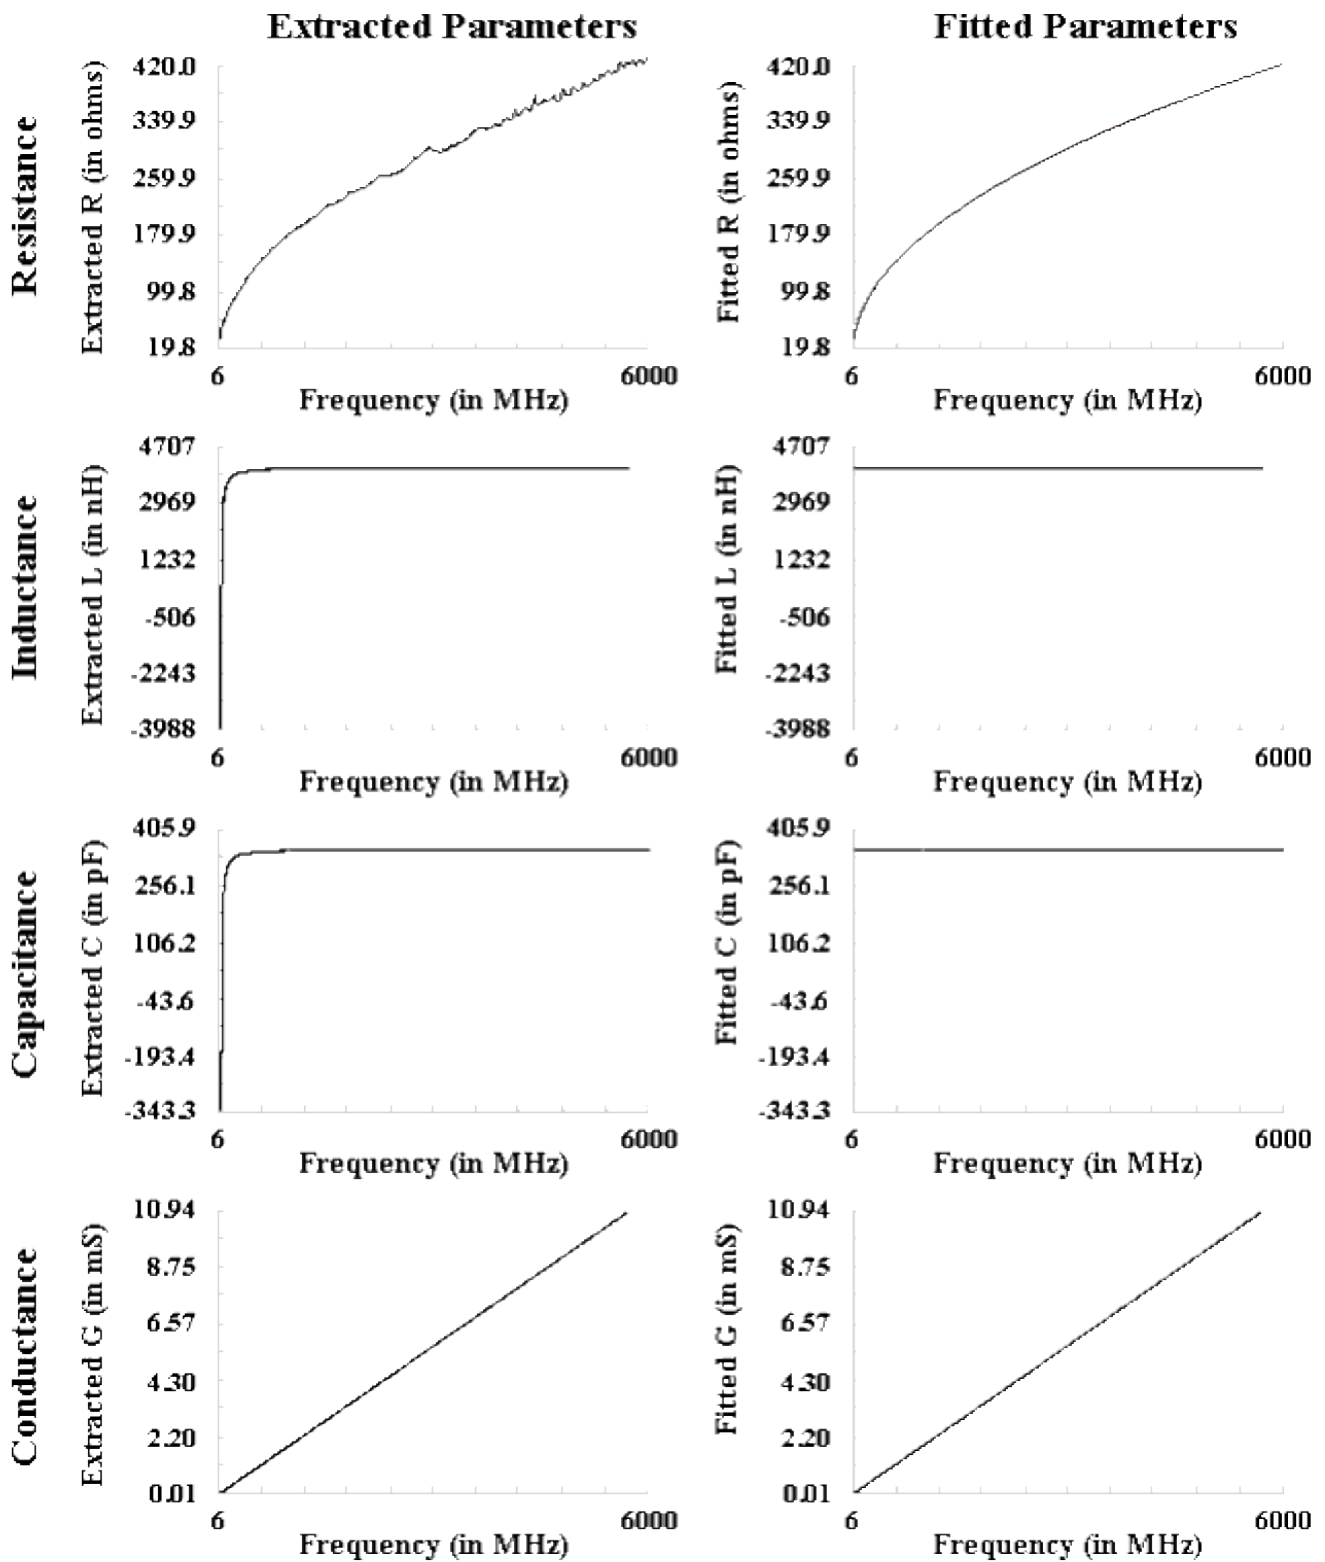 Extracted Parameters
Fitted Parameters
Resistance
Extracted R (in ohms)
420.0
339.9
259.9
179.9
99.8
19.8
6
6000
Frequency (in MHz)
Fitted R (in ohms)
420.0
339.9
259.9
179.9
99.8
19.8
6
6000
Frequency (in MHz)
Inductance
Extracted L (in nH)
4707
2969
1232
-506
-2243
-3988
6
6000
Frequency (in MHz)
Fitted L (in nH)
4707
2969
1232
-506
-2243
-3988
6
6000
Frequency (in MHz)
Capacitance
Extracted C (in pF)
405.9
256.1
106.2
-43.6
-193.4
-343.3
6
6000
Frequency (in MHz)
Fitted C (in pF)
405.9
256.1
106.2
-43.6
-193.4
-343.3
6
6000
Frequency (in MHz)
Conductance
Extracted G (in mS)
10.94
8.75
6.57
4.30
2.20
0.01
6
6000
Frequency (in MHz)
Fitted G (in mS)
10.94
8.75
6.57
4.30
2.20
0.01
6
6000
Frequency (in MHz)